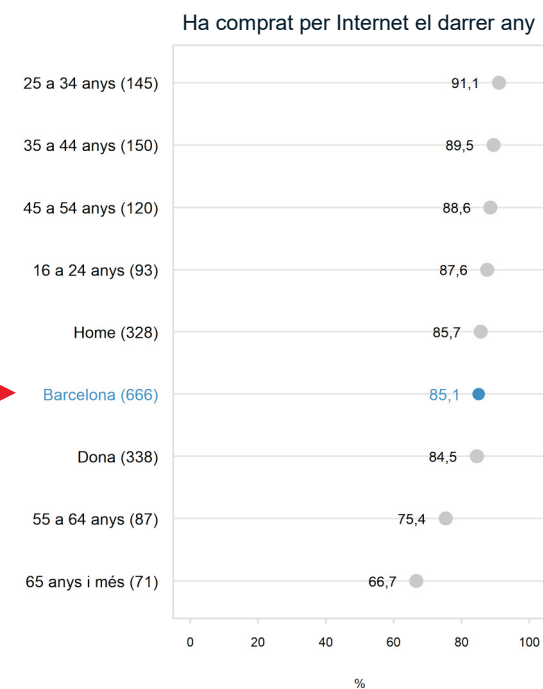 Ha comprat per Internet el darrer any
25 a 34 anys (145) 91,1
35 a 44 anys (150) 89,5
45 a 54 anys (120) 88,6
16 a 24 anys (93) 87,6
Home (328) 85,7
Barcelona (666) 85,1
Dona (338) 84,5
55 a 64 anys (87) 75,4
65 anys i més (71) 66,7
0 20 40 60 80 100
%